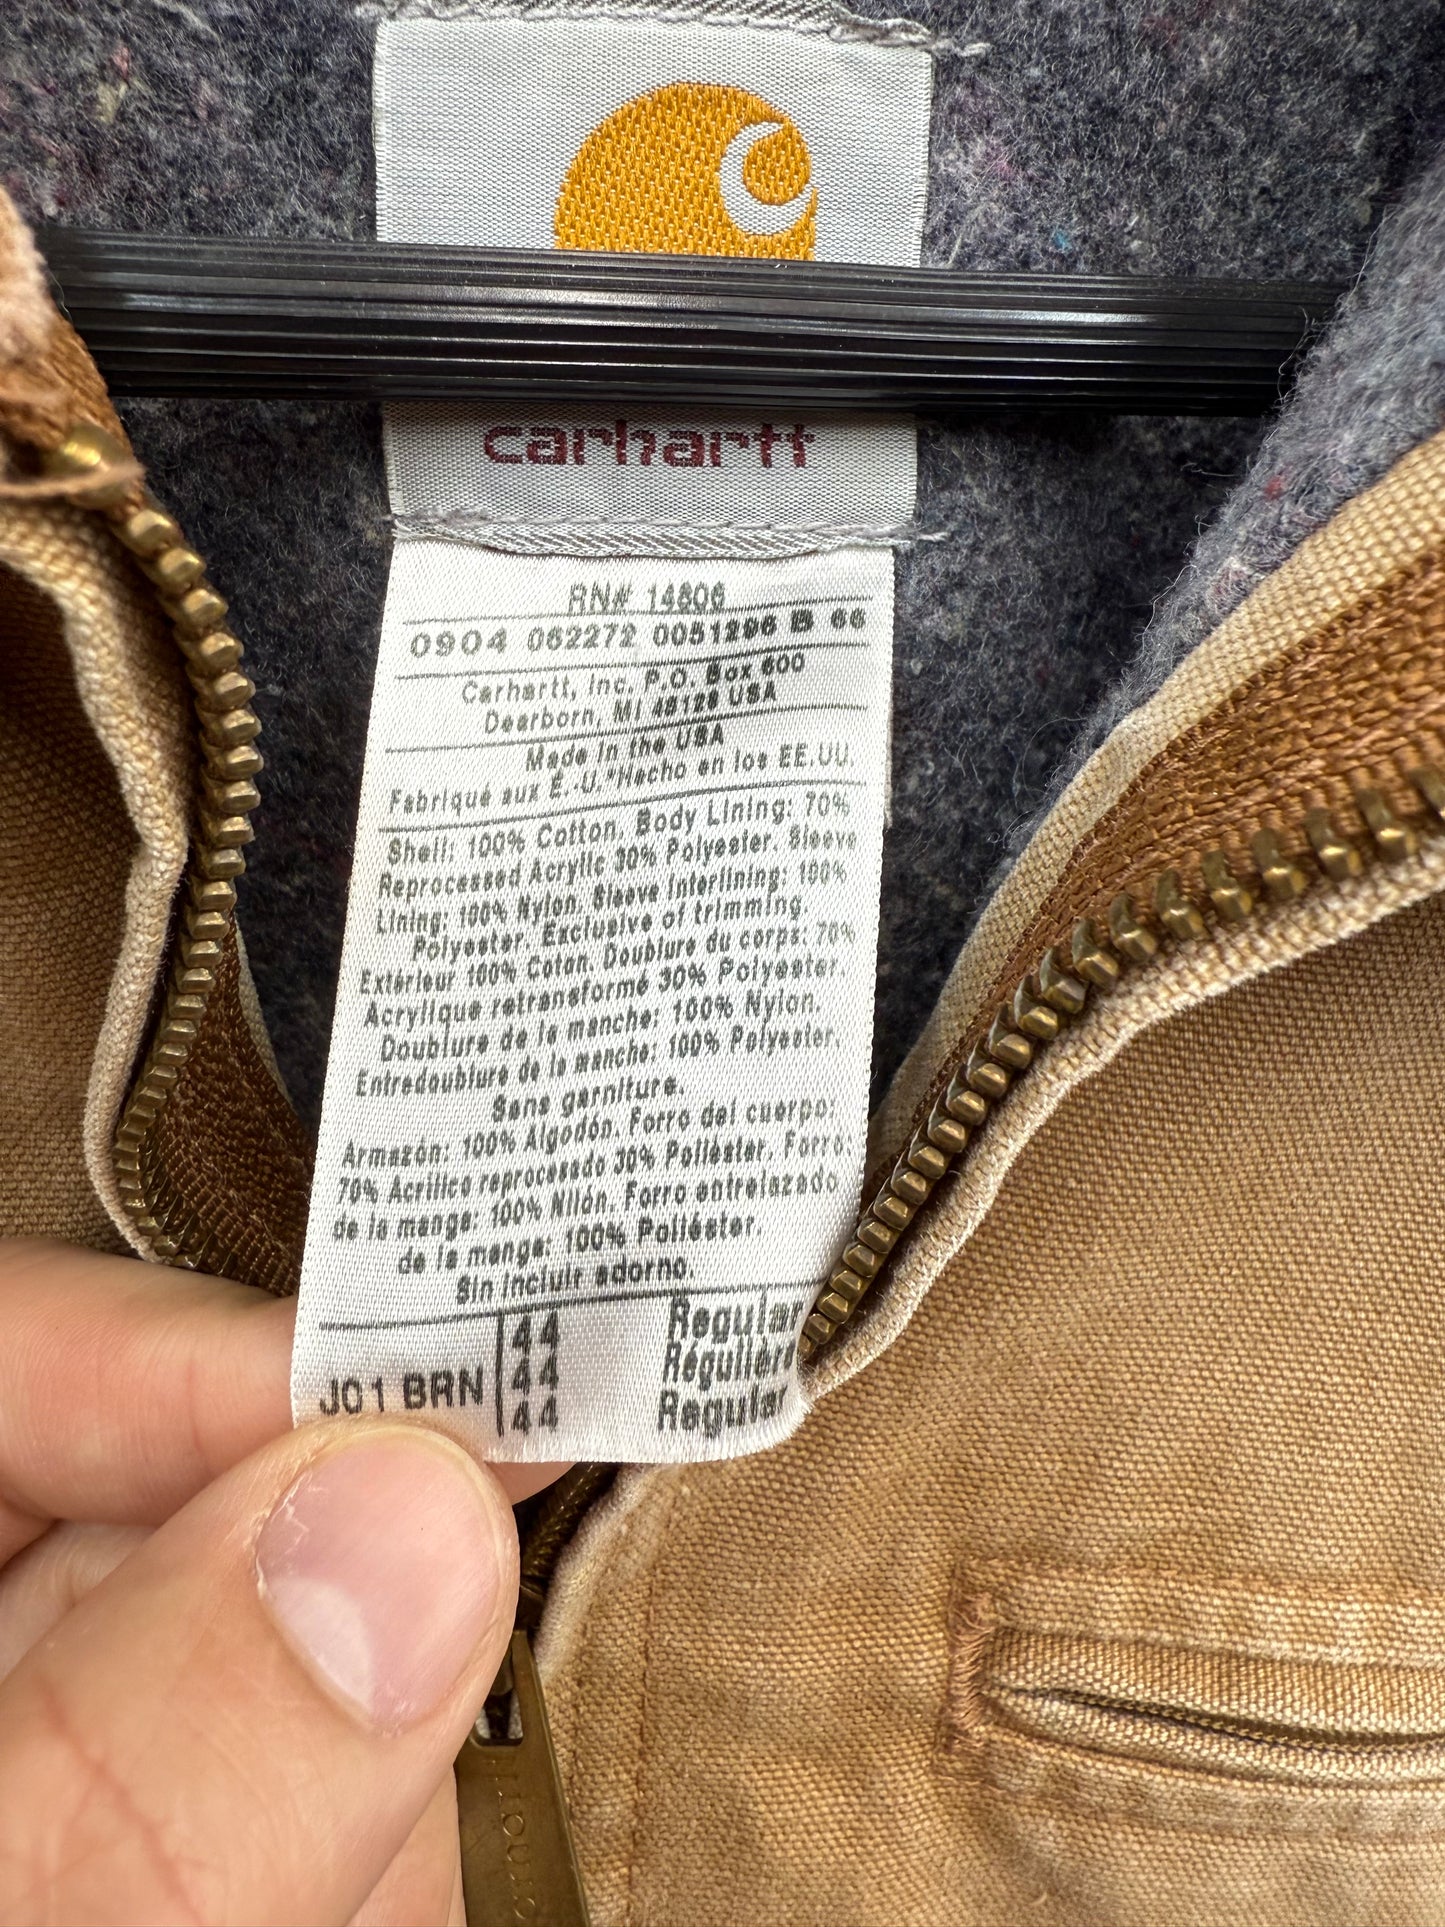 carhartt
RN# 14806
0904 062272 0051296 B 66
Carhartt, Inc. P.O. Box 600
Dearborn, MI 48126 USA
Made in the USA
Fabriqué aux É.-U.*Hecho en los EE.UU.
Shell: 100% Cotton. Body Lining: 70%
Reprocessed Acrylic 30% Polyester. Sleeve
Lining: 100% Nylon. Sleeve Interlining: 100%
Polyester. Exclusive of trimming.
Extérieur 100% Coton. Doublure du corps: 70%
Acrylique retransformé 30% Polyester.
Doublure de la manche: 100% Nylon.
Entredoublure de la manche: 100% Polyester.
Sans garniture.
Armazón: 100% Algodón. Forro del cuerpo:
70% Acrílico reprocesado 30% Poliéster. Forro:
de la manga: 100% Nilón. Forro entrelazado
de la manga: 100% Poliéster.
Sin incluir adorno.
44 Regular
J01 BRN 44 Régulière
44 Regular